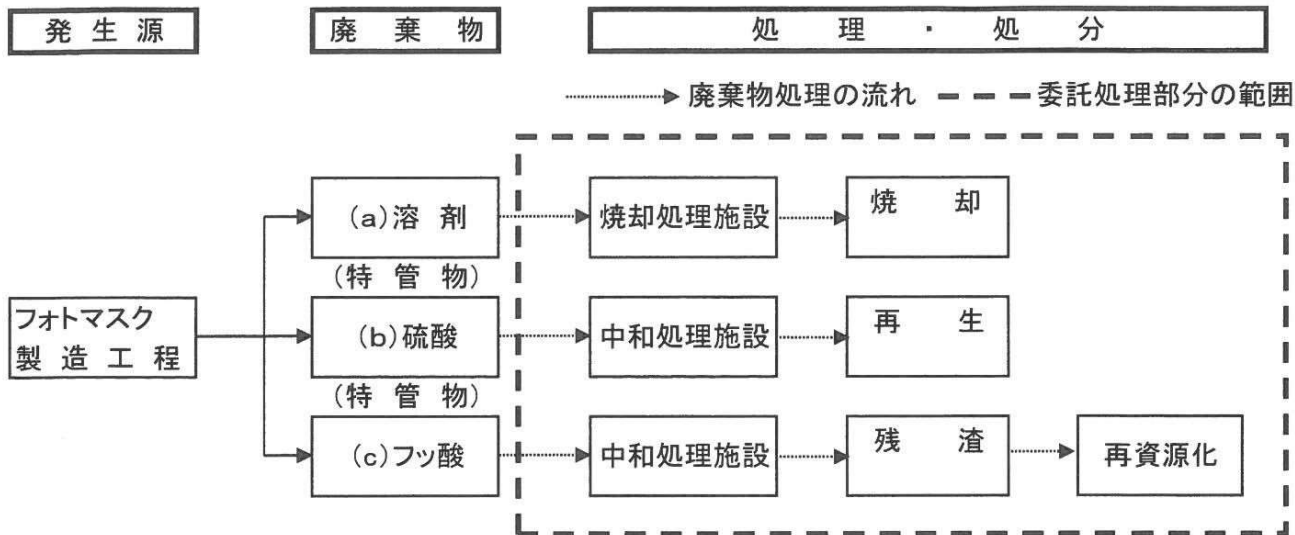 発生源
廃棄物
処理・処分
廃棄物処理の流れ
委託処理部分の範囲
(a)溶剤
焼却処理施設
焼却
(特管物)
フォトマスク
製造工程
(b)硫酸
中和処理施設
再生
(特管物)
(c)フッ酸
中和処理施設
残渣
再資源化